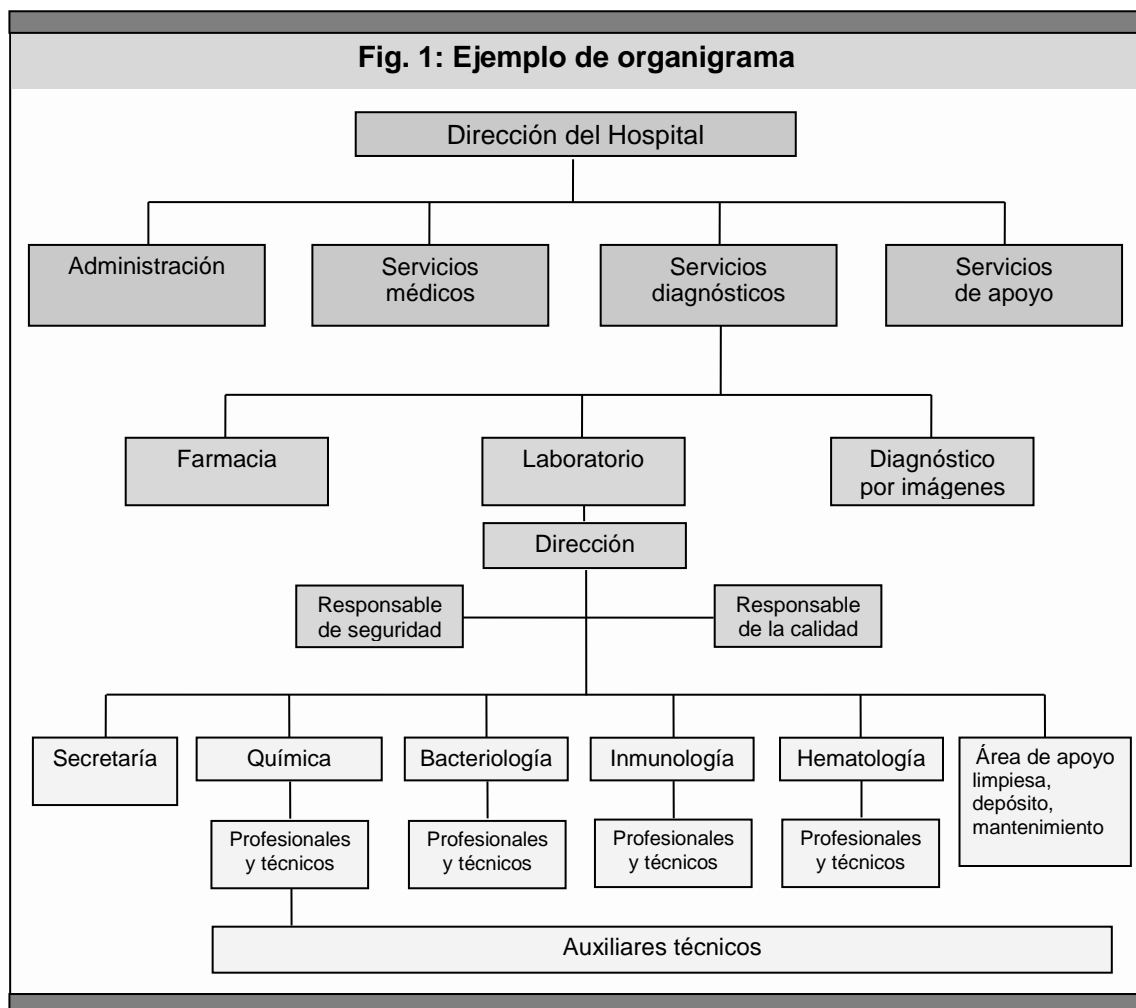 Fig. 1: Ejemplo de organigrama
Dirección del Hospital
Administración
Servicios
médicos
Servicios
diagnósticos
Servicios
de apoyo
Farmacia
Laboratorio
Diagnóstico
por imágenes
Dirección
Responsable
de seguridad
Responsable
de la calidad
Secretaría
Química
Bacteriología
Inmunología
Hematología
Área de apoyo
limpiesa,
depósito,
mantenimiento
Profesionales
y técnicos
Profesionales
y técnicos
Profesionales
y técnicos
Profesionales
y técnicos
Auxiliares técnicos